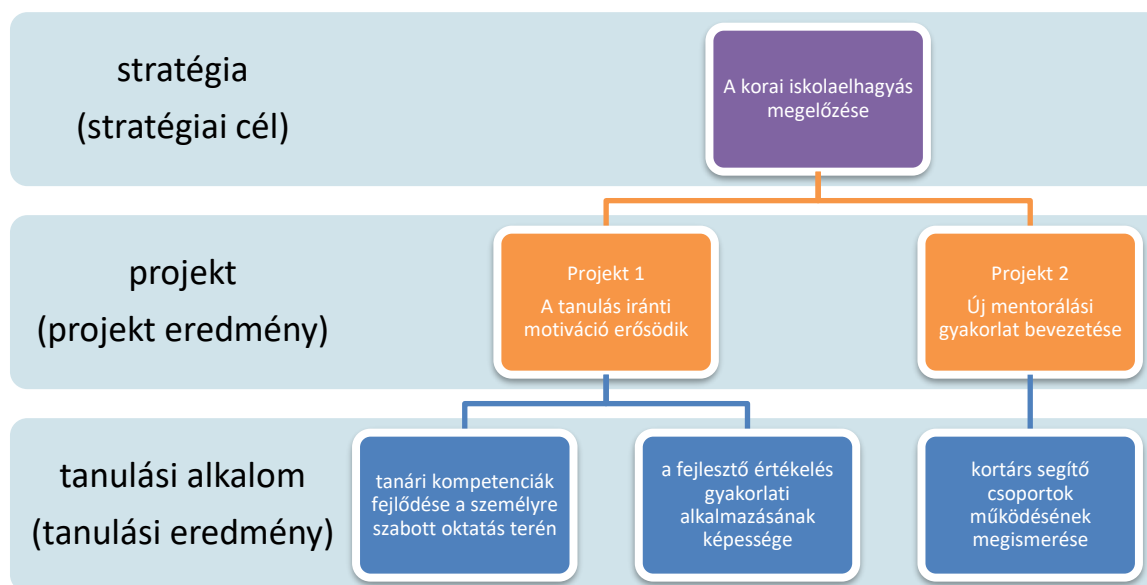 stratégia
(stratégiai cél)
A korai iskolaelhagyás
megelőzése
projekt
(projekt eredmény)
Projekt 1
A tanulás iránti
motiváció erősödik
Projekt 2
Új mentorálási
gyakorlat bevezetése
tanulási alkalom
(tanulási eredmény)
tanári kompetenciák
fejlődése a személyre
szabott oktatás terén
a fejlesztő értékelés
gyakorlati
alkalmazásának
képessége
kortárs segítő
csoportok
működésének
megismerése